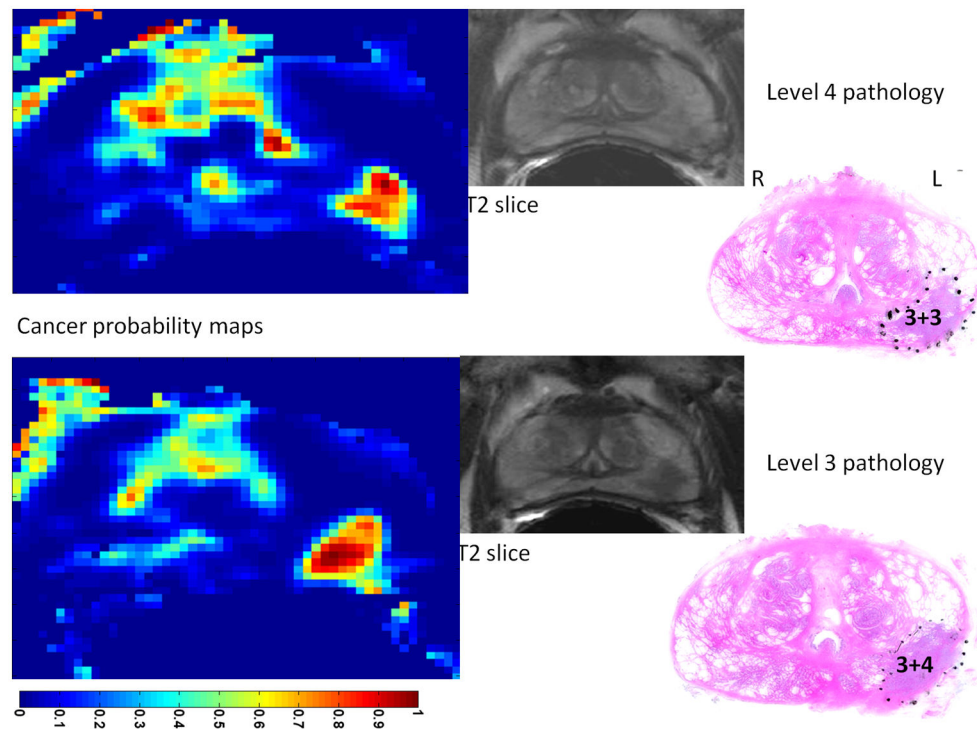 Level 4 pathology
R L
T2 slice
3+3
Cancer probability maps
Level 3 pathology
T2 slice
3+4
0 0.1 0.2 0.3 0.4 0.5 0.6 0.7 0.8 0.9 1